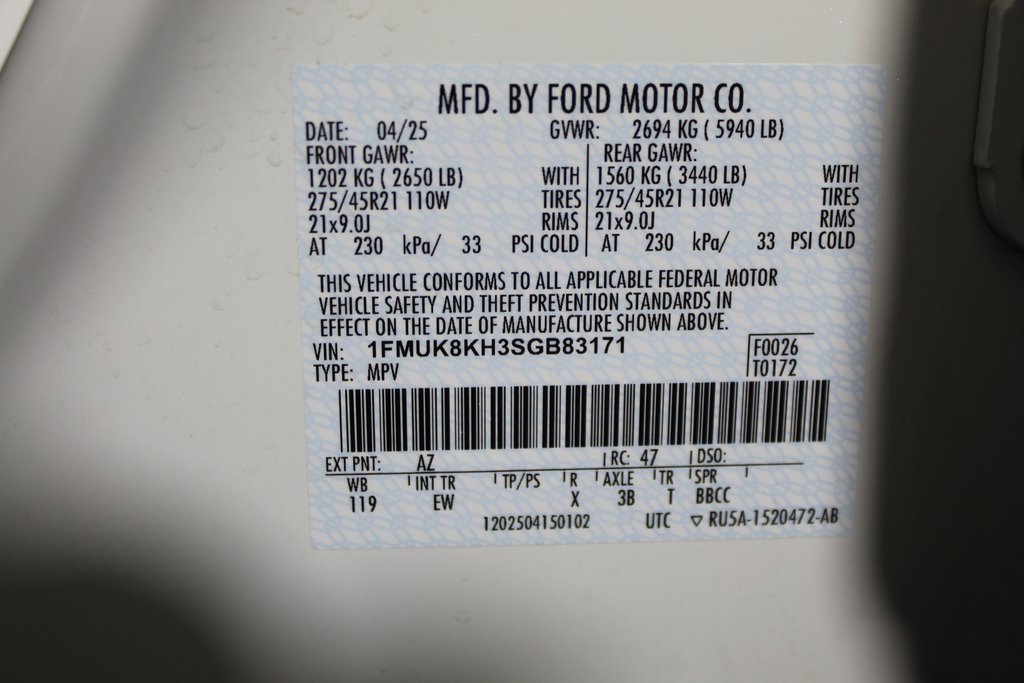 MFD. BY FORD MOTOR CO.
DATE: 04/25 GVWR: 2694 KG ( 5940 LB)
FRONT GAWR: REAR GAWR:
1202 KG ( 2650 LB) WITH 1560 KG ( 3440 LB) WITH
275/45R21 110W TIRES 275/45R21 110W TIRES
21x9.0J RIMS 21x9.0J RIMS
AT 230 kPa/ 33 PSI COLD AT 230 kPa/ 33 PSI COLD
THIS VEHICLE CONFORMS TO ALL APPLICABLE FEDERAL MOTOR
VEHICLE SAFETY AND THEFT PREVENTION STANDARDS IN
EFFECT ON THE DATE OF MANUFACTURE SHOWN ABOVE.
VIN: 1FMUK8KH3SGB83171 F0026
TYPE: MPV T0172
EXT PNT: AZ RC: 47 DSO:
WB INT TR TP/PS R AXLE TR SPR
119 EW X 3B T BBCC
1202504150102 UTC ▽ RU5A-1520472-AB